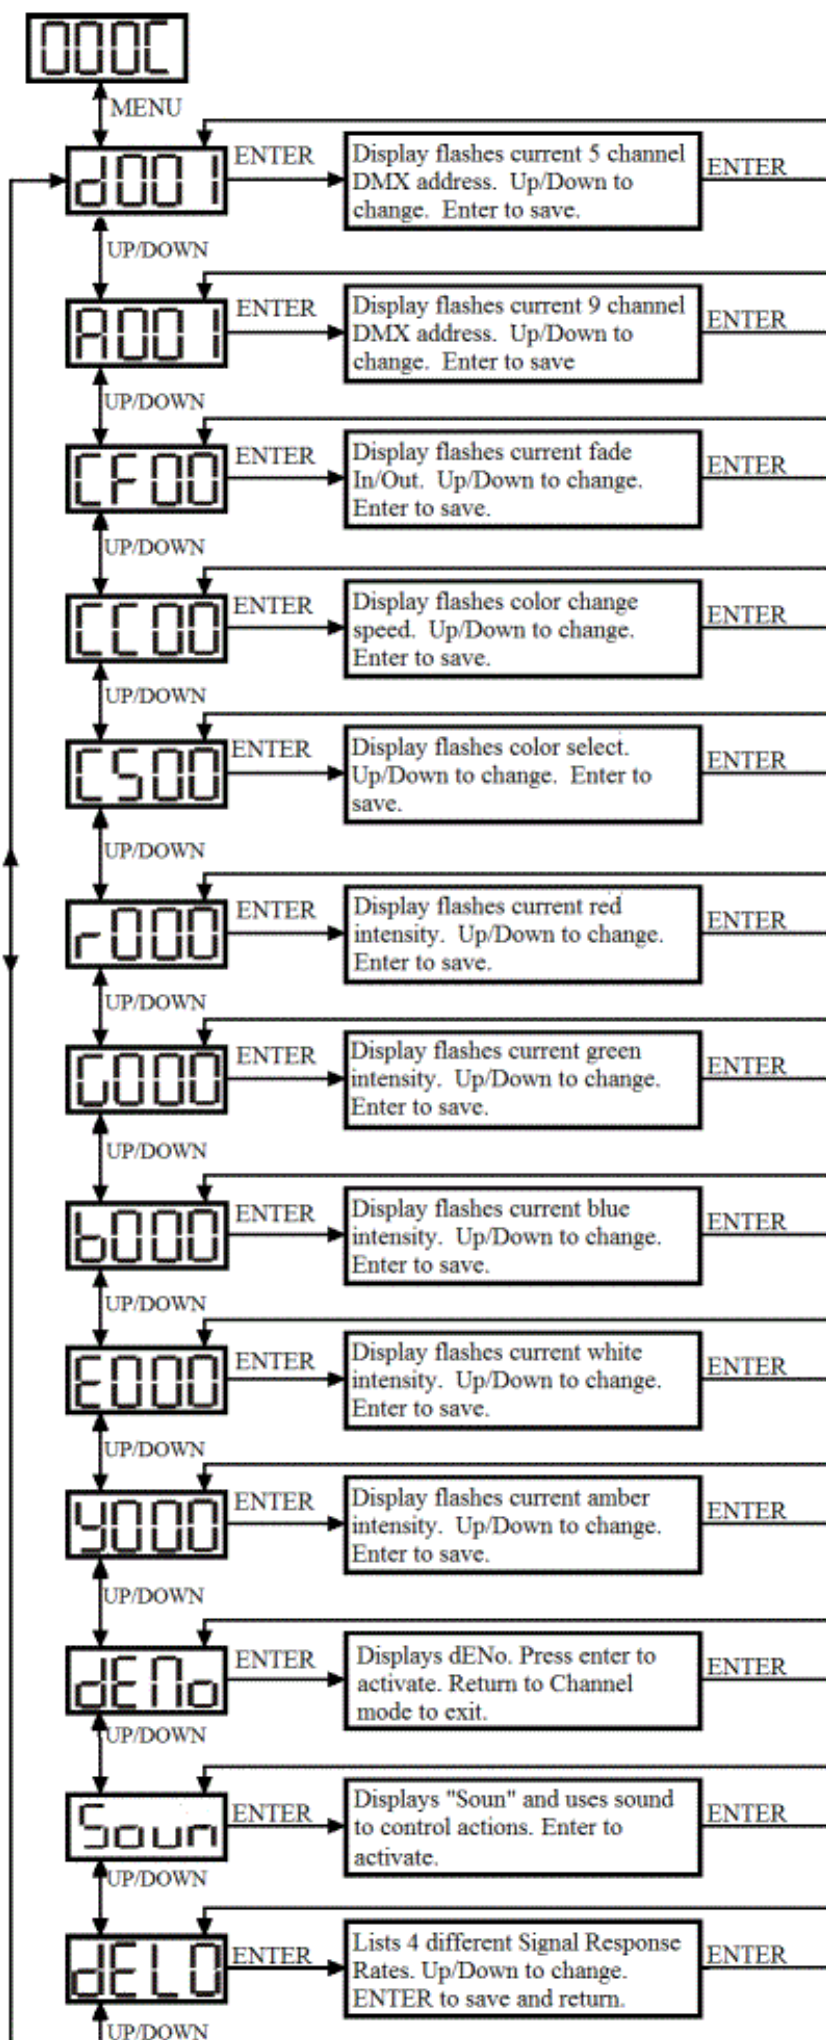 000C
MENU
d001 ENTER Display flashes current 5 channel ENTER
DMX address. Up/Down to
change. Enter to save.
UP/DOWN
A001 ENTER Display flashes current 9 channel ENTER
DMX address. Up/Down to
change. Enter to save
UP/DOWN
CF00 ENTER Display flashes current fade ENTER
In/Out. Up/Down to change.
Enter to save.
UP/DOWN
CC00 ENTER Display flashes color change ENTER
speed. Up/Down to change.
Enter to save.
UP/DOWN
CS00 ENTER Display flashes color select. ENTER
Up/Down to change. Enter to
save.
UP/DOWN
r000 ENTER Display flashes current red ENTER
intensity. Up/Down to change.
Enter to save.
UP/DOWN
G000 ENTER Display flashes current green ENTER
intensity. Up/Down to change.
Enter to save.
UP/DOWN
b000 ENTER Display flashes current blue ENTER
intensity. Up/Down to change.
Enter to save.
UP/DOWN
E000 ENTER Display flashes current white ENTER
intensity. Up/Down to change.
Enter to save.
UP/DOWN
y000 ENTER Display flashes current amber ENTER
intensity. Up/Down to change.
Enter to save.
UP/DOWN
dENo ENTER Displays dENo. Press enter to ENTER
activate. Return to Channel
mode to exit.
UP/DOWN
Soun ENTER Displays "Soun" and uses sound ENTER
to control actions. Enter to
activate.
UP/DOWN
dEL0 ENTER Lists 4 different Signal Response ENTER
Rates. Up/Down to change.
ENTER to save and return.
UP/DOWN